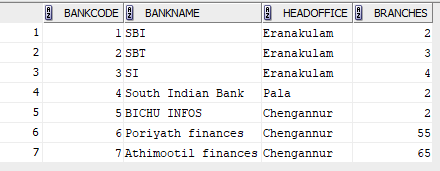 BANKCODE BANKNAME HEADOFFICE BRANCHES
1 1 SBI Eranakulam 2
2 2 SBT Eranakulam 3
3 3 SI Eranakulam 4
4 4 South Indian Bank Pala 2
5 5 BICHU INFOS Chengannur 2
6 6 Poriyath finances Chengannur 55
7 7 Athimootil finances Chengannur 65